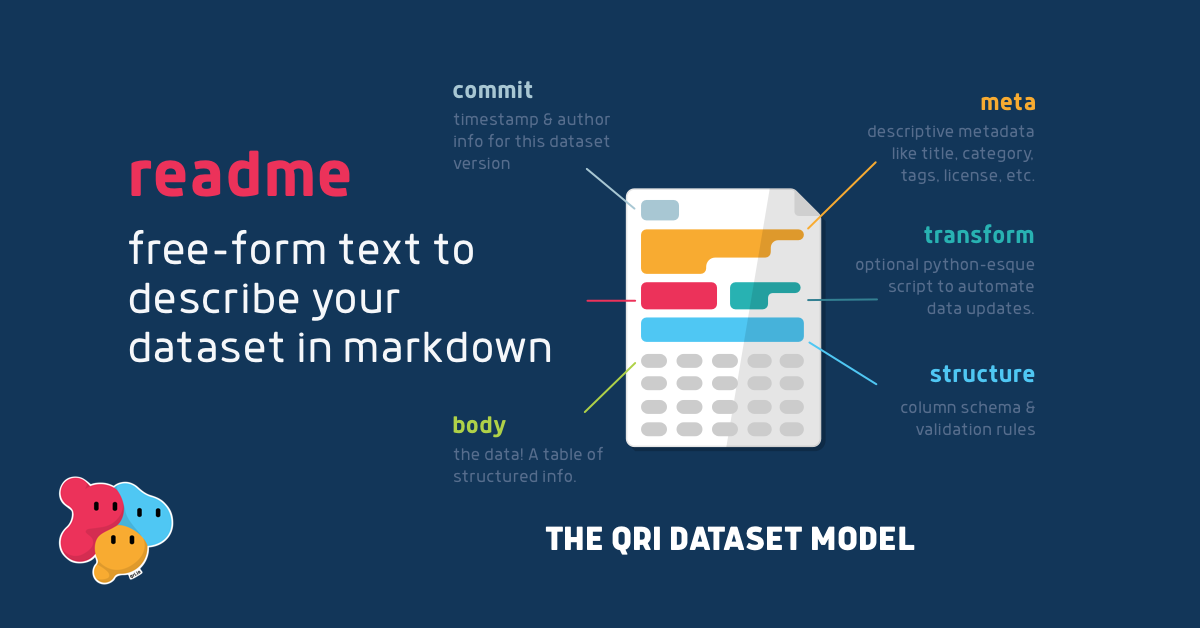 readme
free-form text to
describe your
dataset in markdown
commit
timestamp & author
info for this dataset
version
body
the data! A table of
structured info.
meta
descriptive metadata
like title, category,
tags, license, etc.
transform
optional python-esque
script to automate
data updates.
structure
column schema &
validation rules
THE QRI DATASET MODEL